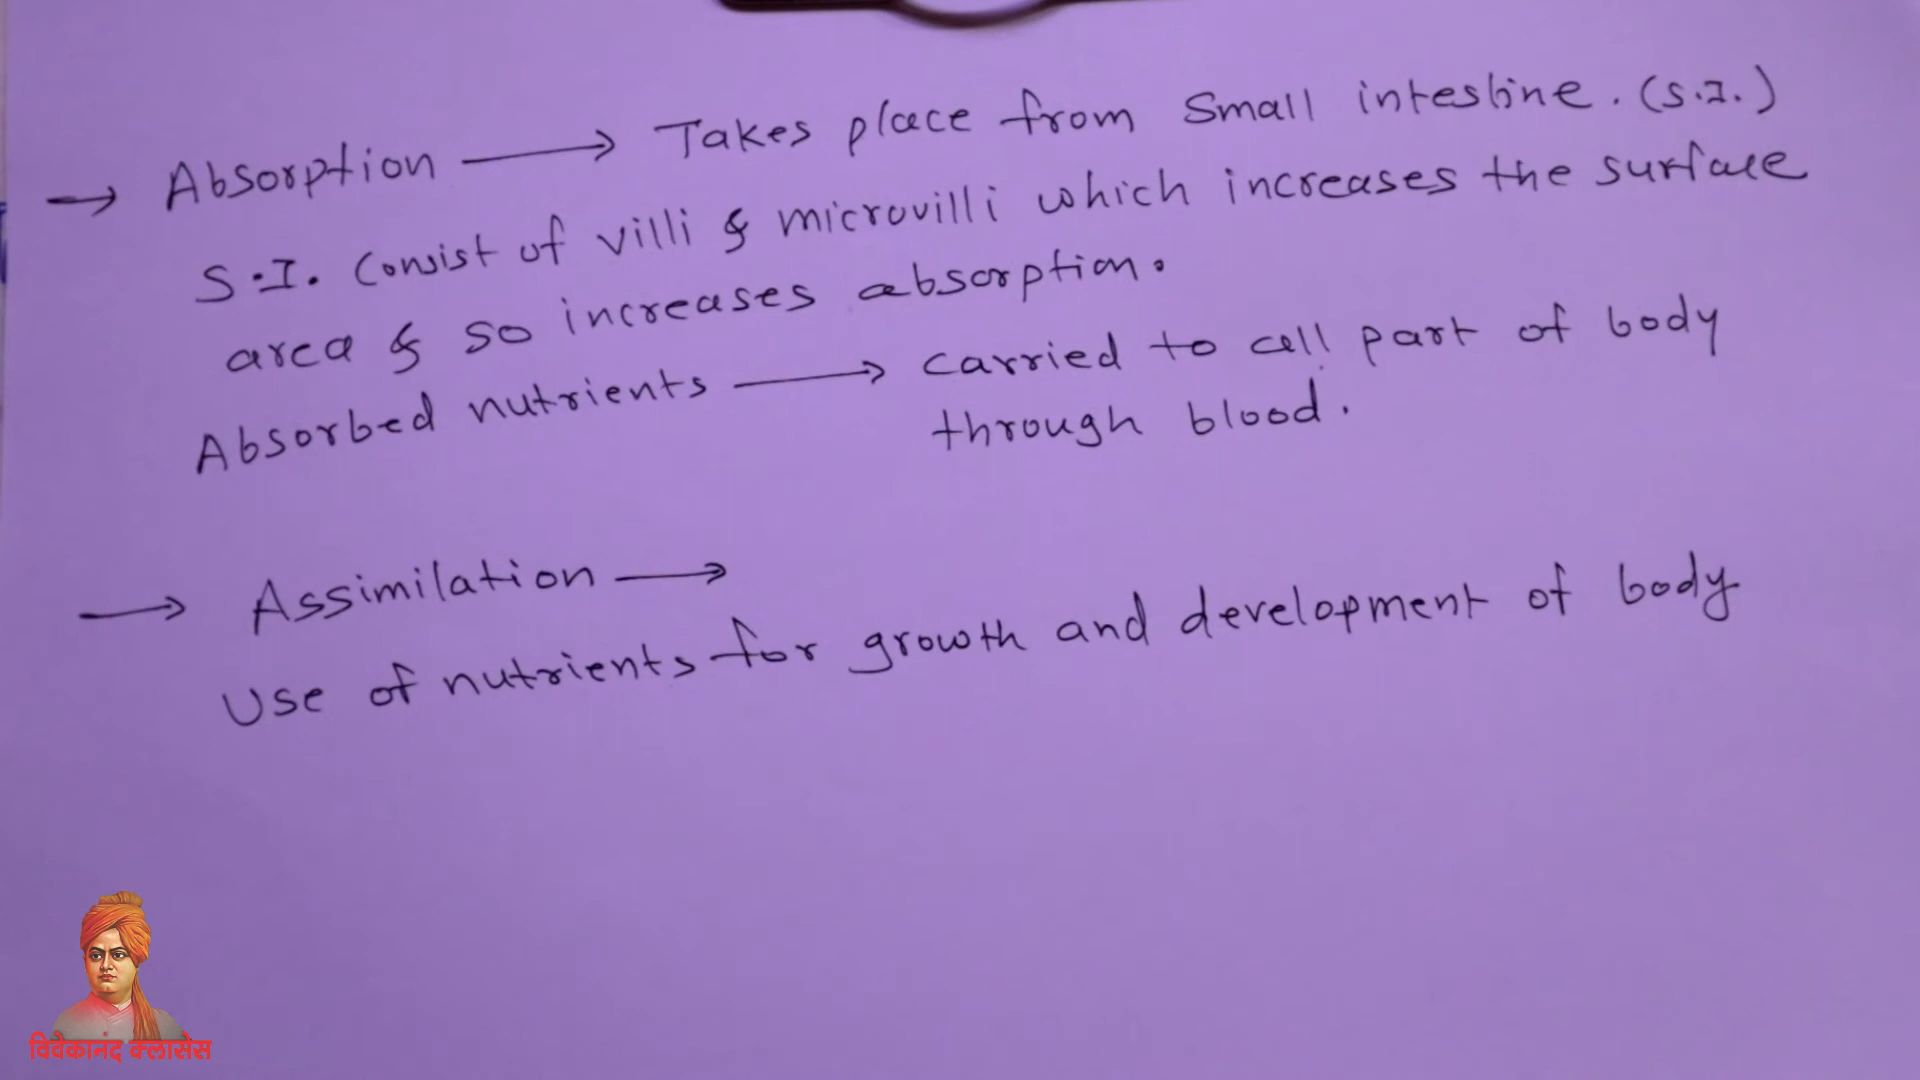 → Absorption → Takes place from Small intestine. (S.I.)
S.I. Consist of villi & microvilli which increases the surface
area & so increases absorption.
Absorbed nutrients → carried to all part of body
through blood.
→ Assimilation →
Use of nutrients for growth and development of body
विवेकानंद क्लासेस